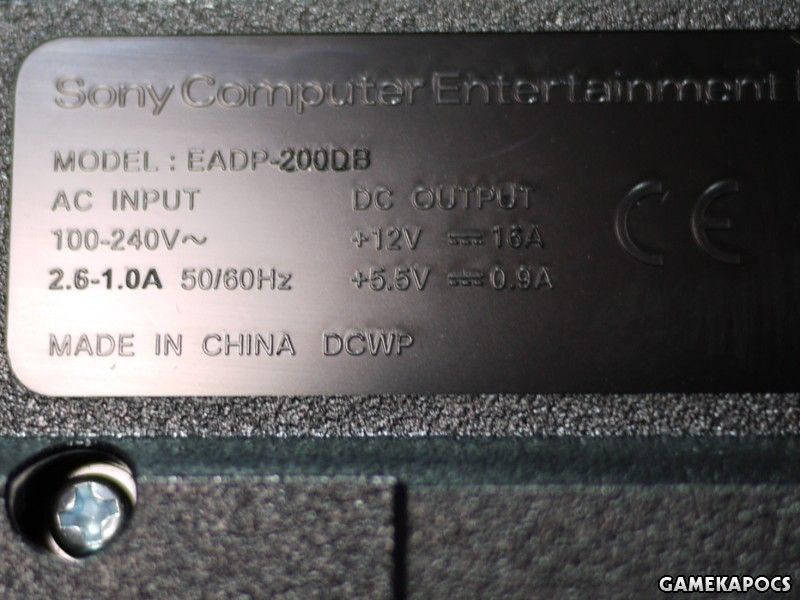 Sony Computer Entertainment
MODEL : EADP-200DB
AC INPUT DC OUTPUT
100-240V~ +12V ⎓ 16A
2.6-1.0A 50/60Hz +5.5V ⎓ 0.9A
CE
MADE IN CHINA DCWP
GAMEKAPOCS